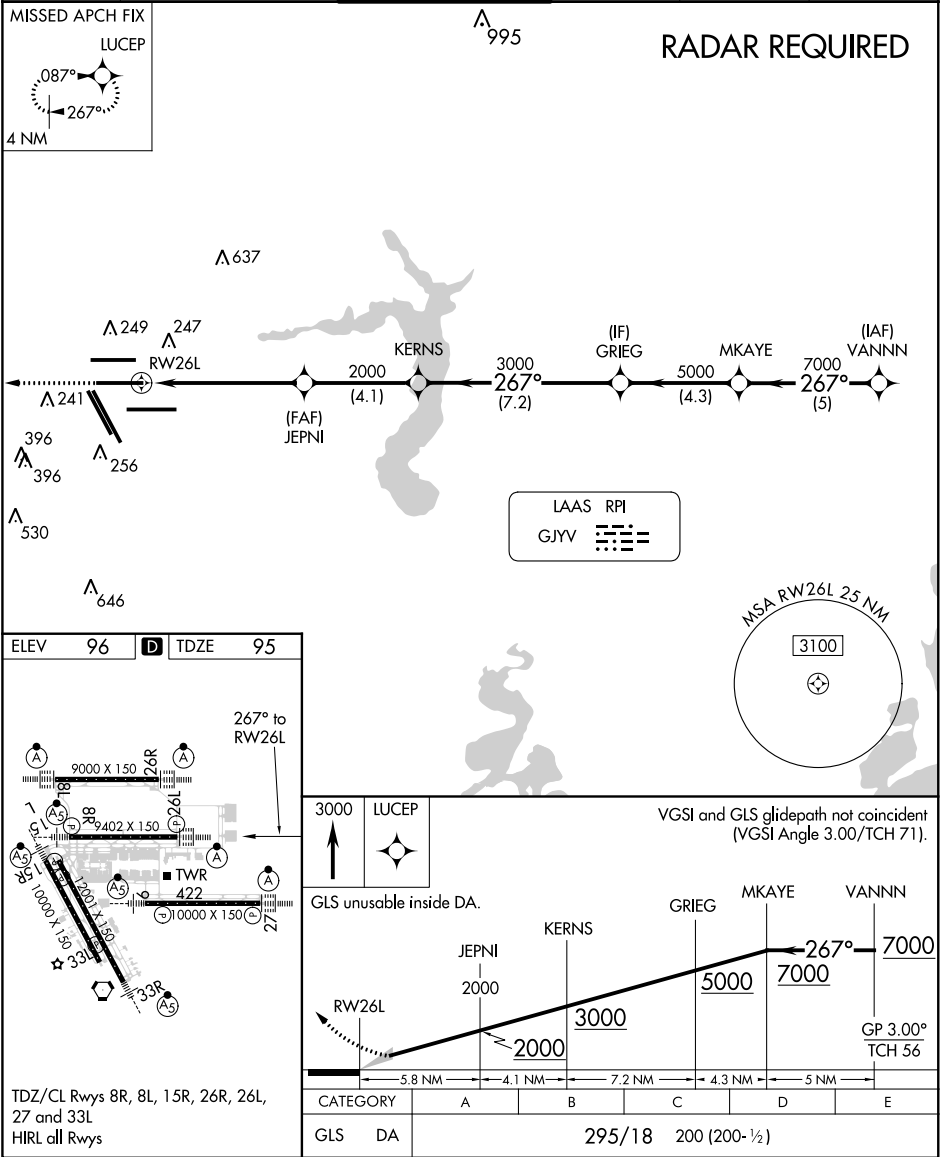 MISSED APCH FIX
LUCEP
087°
267°
4 NM
995
RADAR REQUIRED
637
249
247
RW26L
241
396
396
256
530
646
2000
(4.1)
(FAF)
JEPNI
KERNS
3000
267°
(7.2)
(IF)
GRIEG
5000
(4.3)
MKAYE
7000
267°
(5)
(IAF)
VANNN
LAAS RPI
GJYV
MSA RW26L 25 NM
3100
ELEV 96 D TDZE 95
267° to
RW26L
A
A
9000 X 150
26R
8L
A5
8R
26L
P
P
9402 X 150
A
15L
A5
15R
P
P
10000 X 150
12001 X 150
A5
TWR
422
A
9
10000 X 150
P
P
27
33L
33R
A5
TDZ/CL Rwys 8R, 8L, 15R, 26R, 26L,
27 and 33L
HIRL all Rwys
3000
LUCEP
VGSI and GLS glidepath not coincident
(VGSI Angle 3.00/TCH 71).
GLS unusable inside DA.
RW26L
JEPNI
2000
KERNS
GRIEG
MKAYE
VANNN
267°
7000
7000
5000
3000
2000
GP 3.00°
TCH 56
5.8 NM
4.1 NM
7.2 NM
4.3 NM
5 NM
CATEGORY A B C D E
GLS DA 295/18 200 (200-½)